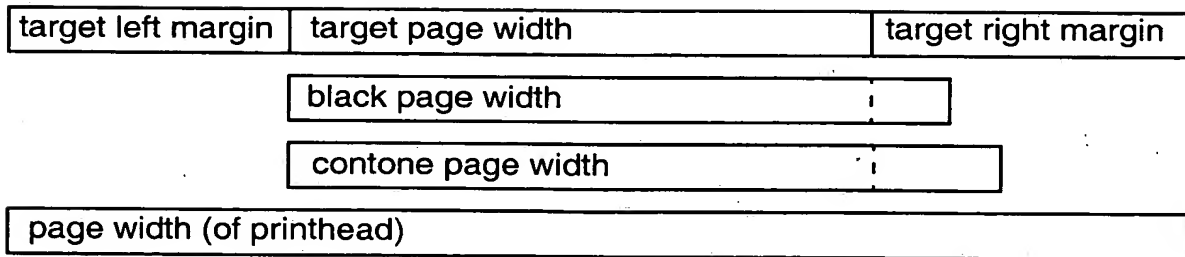 target left margin target page width target right margin
black page width
contone page width
page width (of printhead)